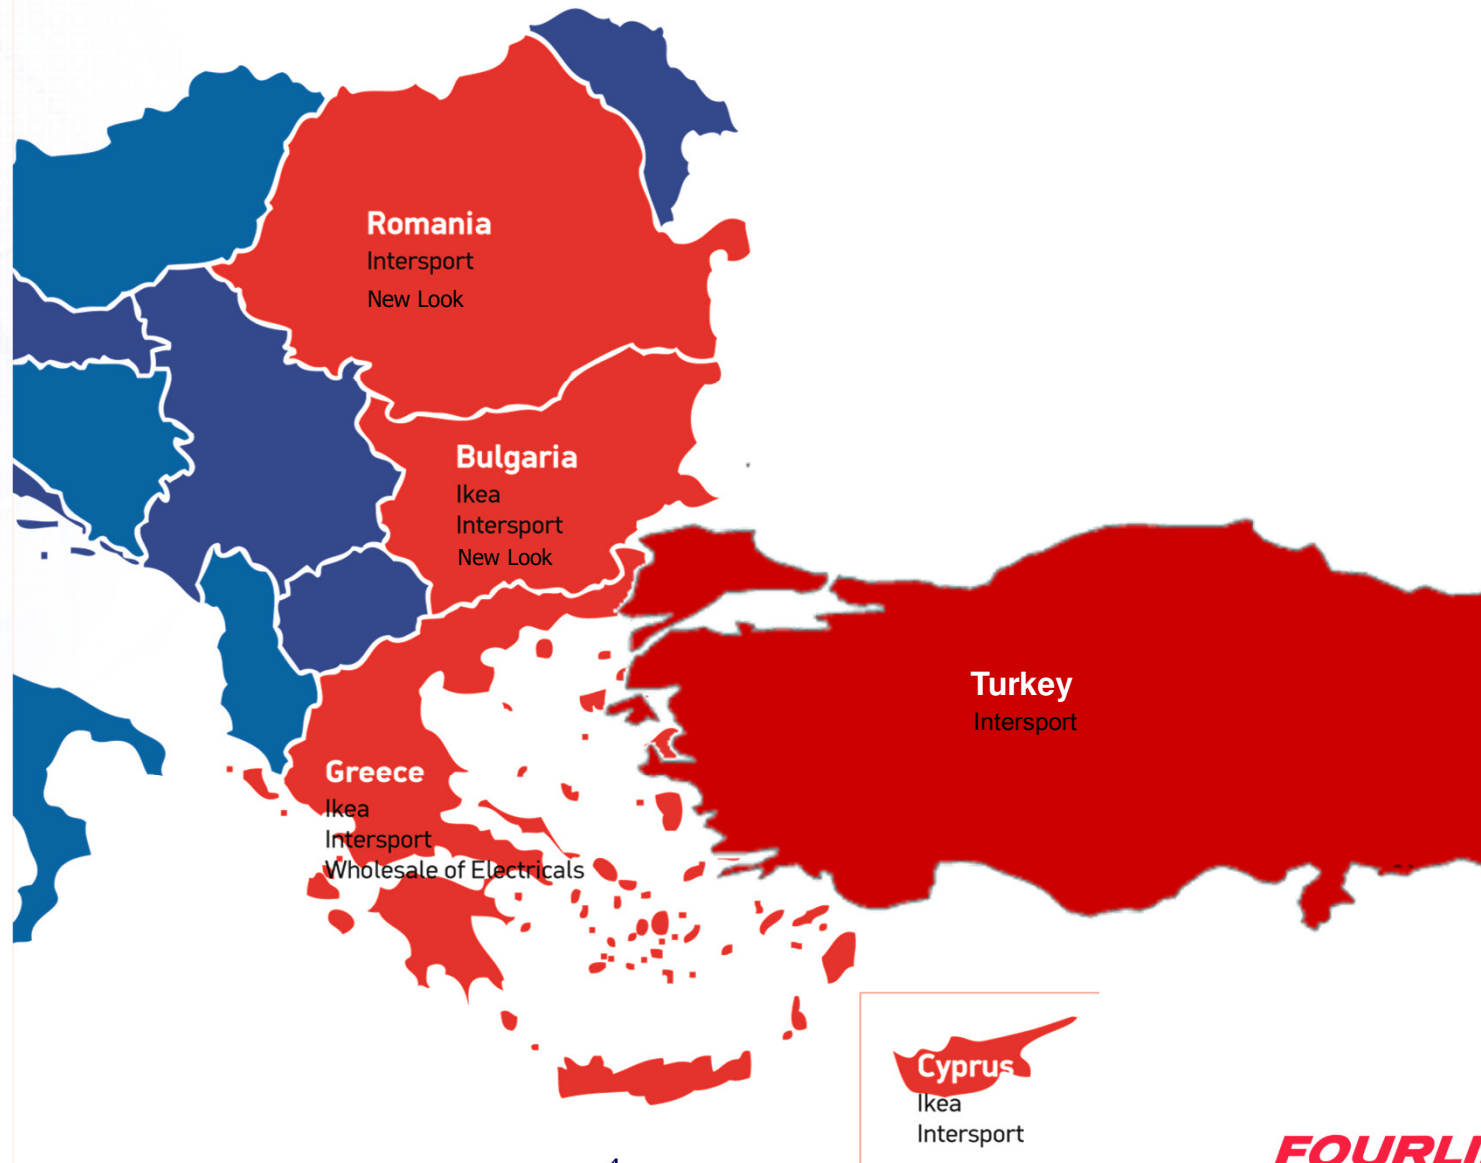 Romania
Intersport
New Look
Bulgaria
Ikea
Intersport
New Look
Turkey
Intersport
Greece
Ikea
Intersport
Wholesale of Electricals
Cyprus
Ikea
Intersport